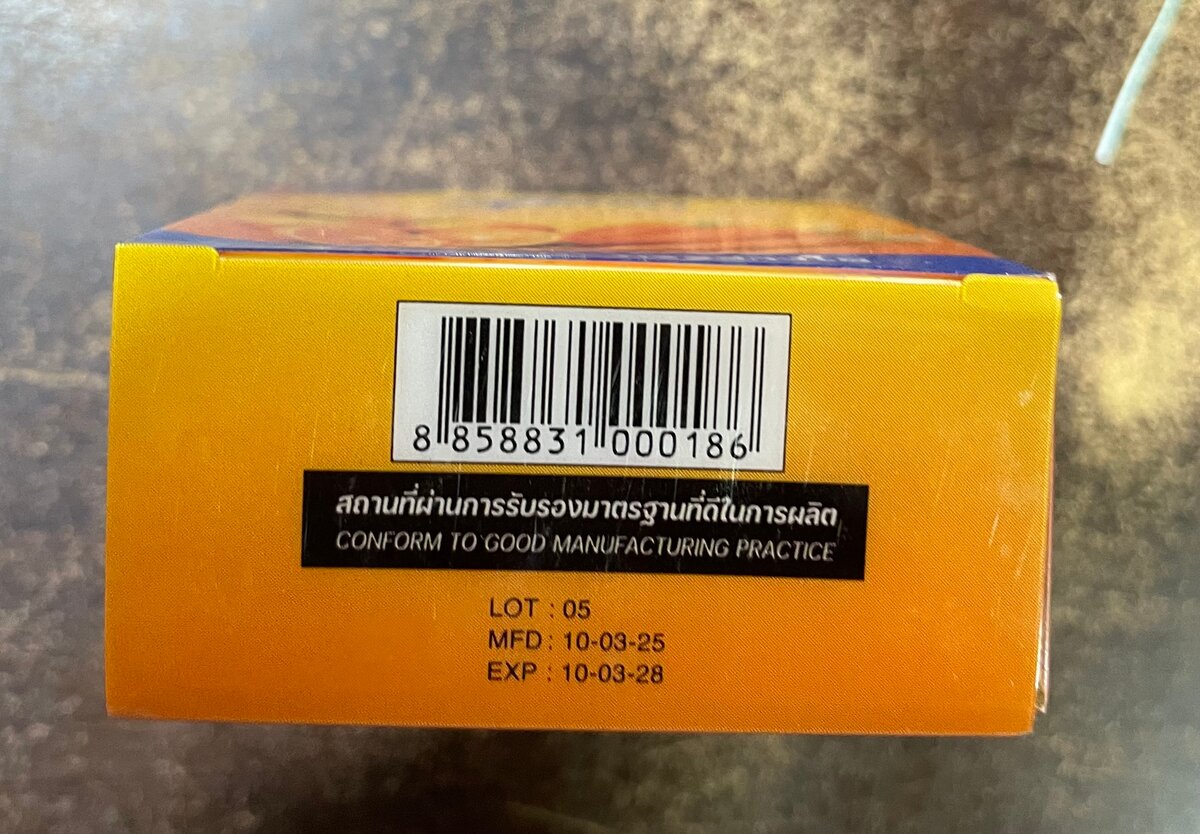 8 858831 000186
สถานที่ผ่านการรับรองมาตรฐานที่ดีในการผลิต
CONFORM TO GOOD MANUFACTURING PRACTICE
LOT : 05
MFD : 10-03-25
EXP : 10-03-28